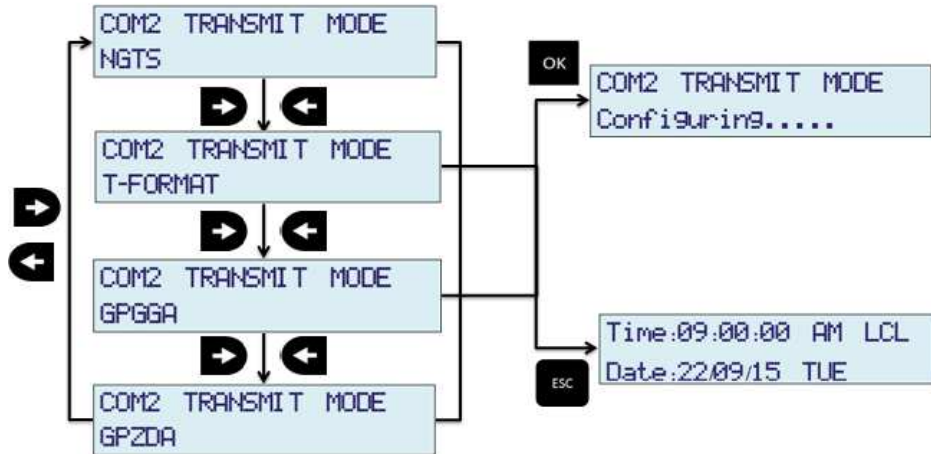 COM2 TRANSMIT MODE
NGTS
COM2 TRANSMIT MODE
T-FORMAT
COM2 TRANSMIT MODE
GPGGA
COM2 TRANSMIT MODE
GPZDA
OK
COM2 TRANSMIT MODE
Configuring.....
ESC
Time:09:00:00 AM LCL
Date:22/09/15 TUE